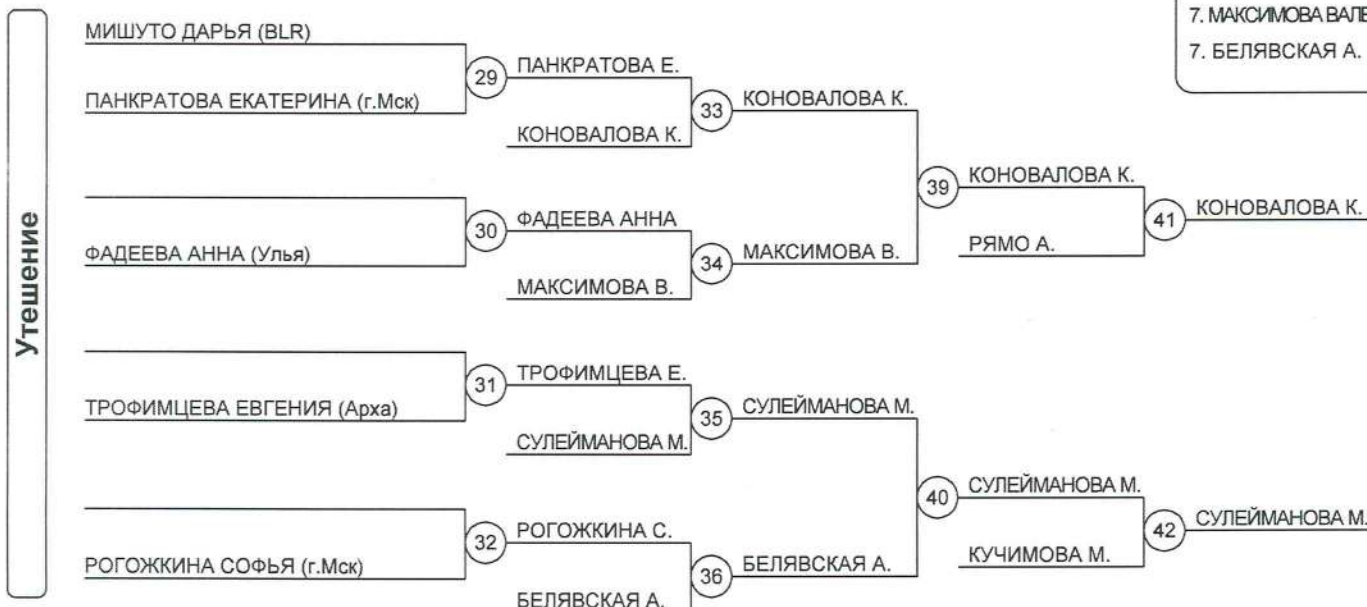 7. МАКСИМОВА
7. БЕЛЯВСКАЯ А.
Утешение
МИШУТО ДАРЬЯ (BLR)
29 ПАНКРАТОВА Е.
ПАНКРАТОВА ЕКАТЕРИНА (г.Мск)
33 КОНОВАЛОВА К.
КОНОВАЛОВА К.
39 КОНОВАЛОВА К.
41 КОНОВАЛОВА К.
30 ФАДЕЕВА АННА
РЯМО А.
ФАДЕЕВА АННА (Улья)
34 МАКСИМОВА В.
МАКСИМОВА В.
31 ТРОФИМЦЕВА Е.
ТРОФИМЦЕВА ЕВГЕНИЯ (Арха)
35 СУЛЕЙМАНОВА М.
СУЛЕЙМАНОВА М.
40 СУЛЕЙМАНОВА М.
42 СУЛЕЙМАНОВА М.
32 РОГОЖКИНА С.
КУЧИМОВА М.
РОГОЖКИНА СОФЬЯ (г.Мск)
36 БЕЛЯВСКАЯ А.
БЕЛЯВСКАЯ А.